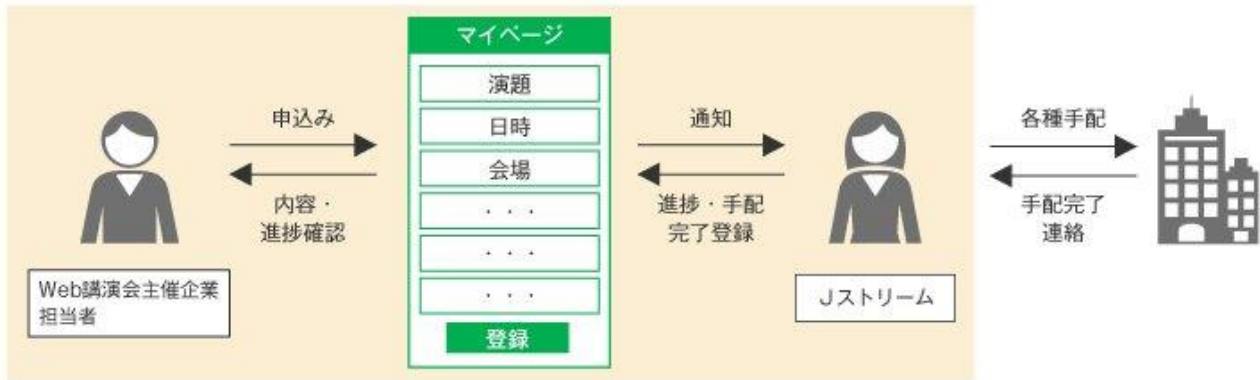 マイページ
演題
日時
会場
・・・
・・・
・・・
登録
申込み
内容・
進捗確認
通知
進捗・手配
完了登録
各種手配
手配完了
連絡
Web講演会主催企業
担当者
Jストリーム